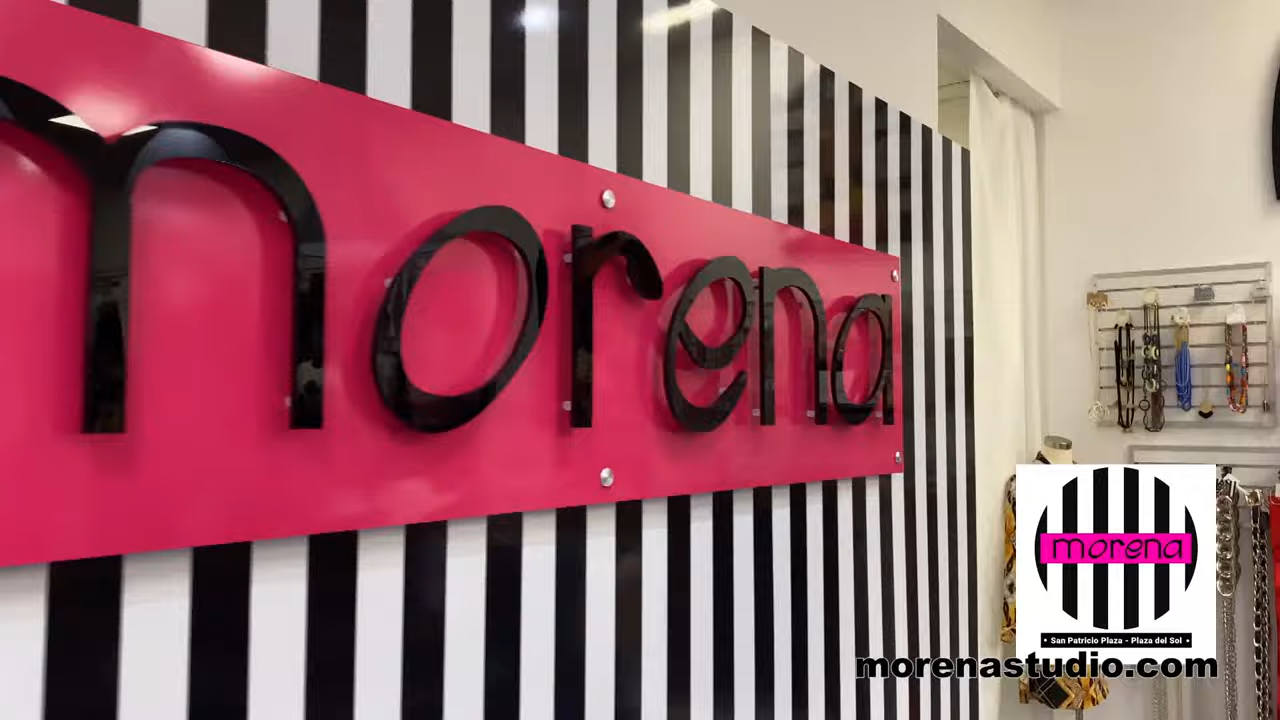 morena
morena
• San Patricio Plaza - Plaza del Sol •
morenastudio.com